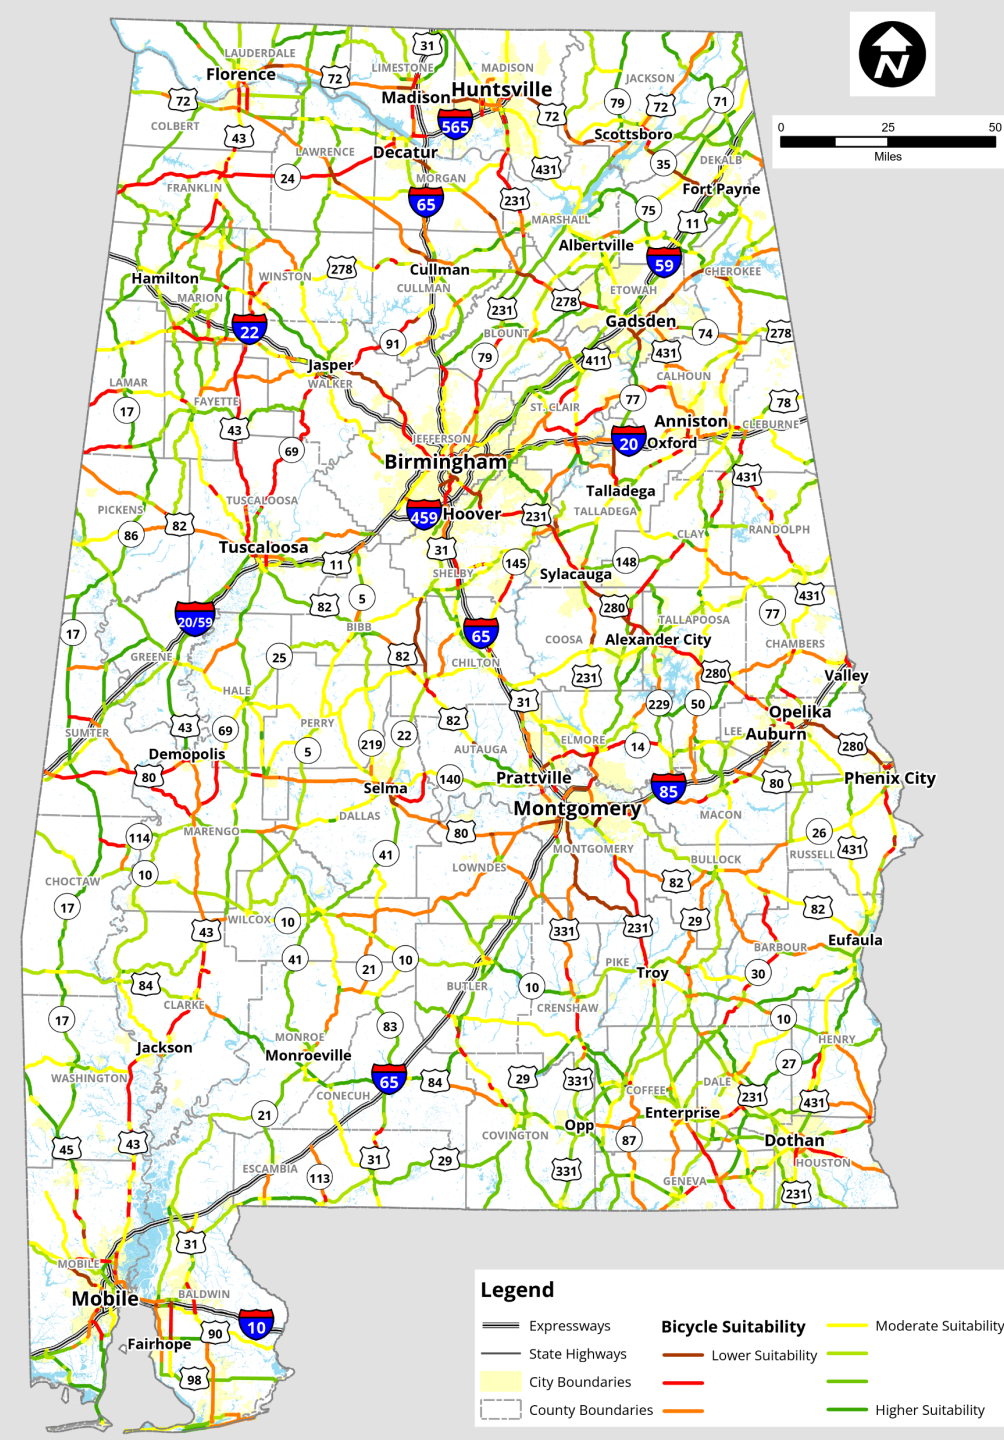 N
0 25 50
Miles
31
LAUDERDALE
Florence
72
LIMESTONE
MADISON
JACKSON
72
Madison
Huntsville
79
72
71
72
COLBERT
565
Scottsboro
43
LAWRENCE
Decatur
35
DEKALB
24
MORGAN
431
FRANKLIN
65
231
Fort Payne
75
MARSHALL
11
Albertville
59
Hamilton
WINSTON
278
Cullman
CHEROKEE
MARION
CULLMAN
ETOWAH
278
231
22
Gadsden
BLOUNT
74
278
91
79
411
431
Jasper
WALKER
CALHOUN
LAMAR
FAYETTE
77
78
17
ST. CLAIR
43
Anniston
CLEBURNE
JEFFERSON
20
Oxford
69
Birmingham
431
TUSCALOOSA
Talladega
PICKENS
459
Hoover
231
TALLADEGA
82
RANDOLPH
86
CLAY
Tuscaloosa
31
11
145
148
SHELBY
Sylacauga
82
5
280
431
20/59
77
17
BIBB
65
TALLAPOOSA
COOSA
Alexander City
CHAMBERS
GREENE
25
82
CHILTON
280
231
Valley
HALE
31
229
50
Opelika
43
69
PERRY
82
22
SUMTER
219
ELMORE
LEE
Auburn
5
AUTAUGA
14
280
Demopolis
80
Prattville
Phenix City
140
85
80
Selma
Montgomery
DALLAS
MACON
MARENGO
80
26
114
MONTGOMERY
RUSSELL
431
41
BULLOCK
LOWNDES
10
CHOCTAW
82
17
82
WILCOX
10
29
43
331
231
Eufaula
BARBOUR
41
21
10
PIKE
Troy
30
84
BUTLER
10
CLARKE
CRENSHAW
17
10
83
MONROE
HENRY
Jackson
Monroeville
27
WASHINGTON
65
84
29
331
DALE
COFFEE
CONECUH
231
431
21
Enterprise
Opp
COVINGTON
87
43
Dothan
45
31
29
HOUSTON
ESCAMBIA
331
113
GENEVA
231
31
MOBILE
BALDWIN
Mobile
10
90
Fairhope
98
Legend
Expressways
State Highways
City Boundaries
County Boundaries
Bicycle Suitability
Lower Suitability
Moderate Suitability
Higher Suitability